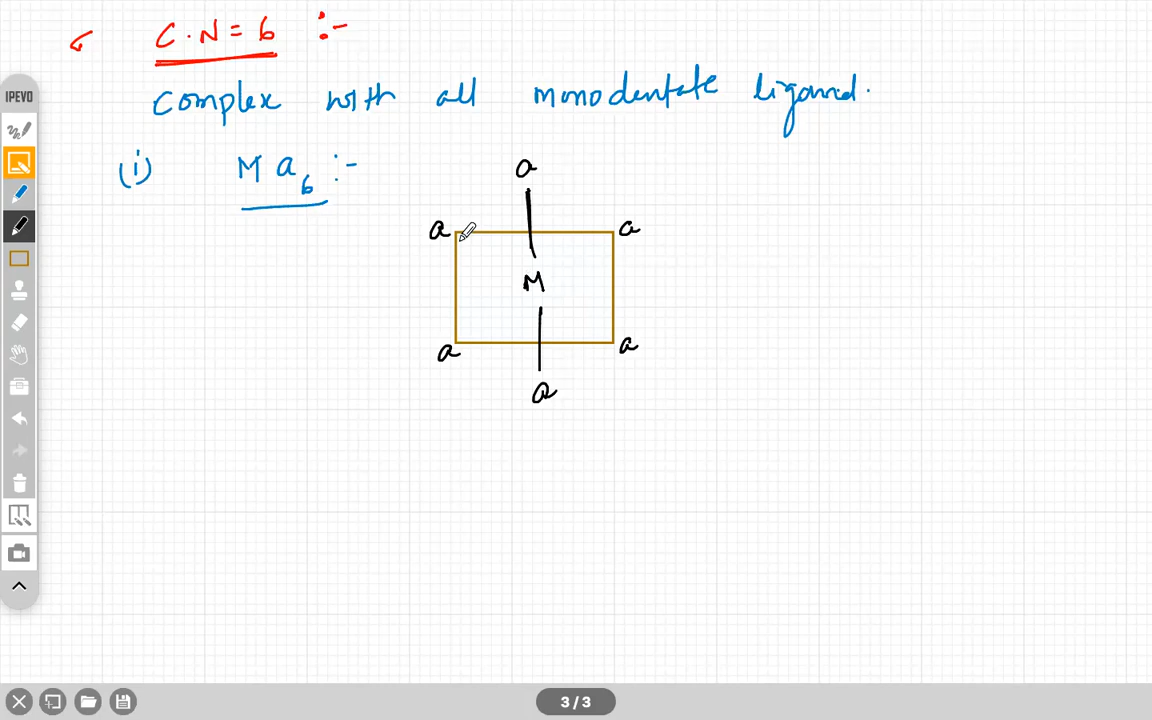 C.N = 6 :-
Complex with all monodentate ligand.
(i) Ma6 :-
a
a a
M
a a
a
IPEVO
3/3